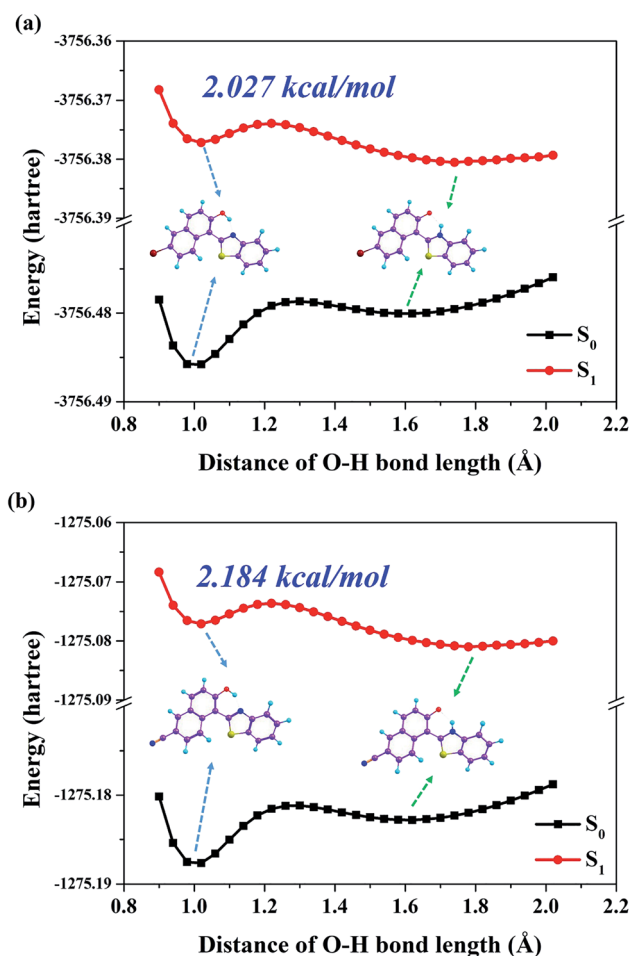 (a)
-3756.36
-3756.37
2.027 kcal/mol
-3756.38
-3756.39
Energy (hartree)
-3756.48
S0
S1
-3756.49
0.8 1.0 1.2 1.4 1.6 1.8 2.0 2.2
Distance of O-H bond length (Å)
(b)
-1275.06
-1275.07
2.184 kcal/mol
-1275.08
-1275.09
Energy (hartree)
-1275.18
S0
S1
-1275.19
0.8 1.0 1.2 1.4 1.6 1.8 2.0 2.2
Distance of O-H bond length (Å)